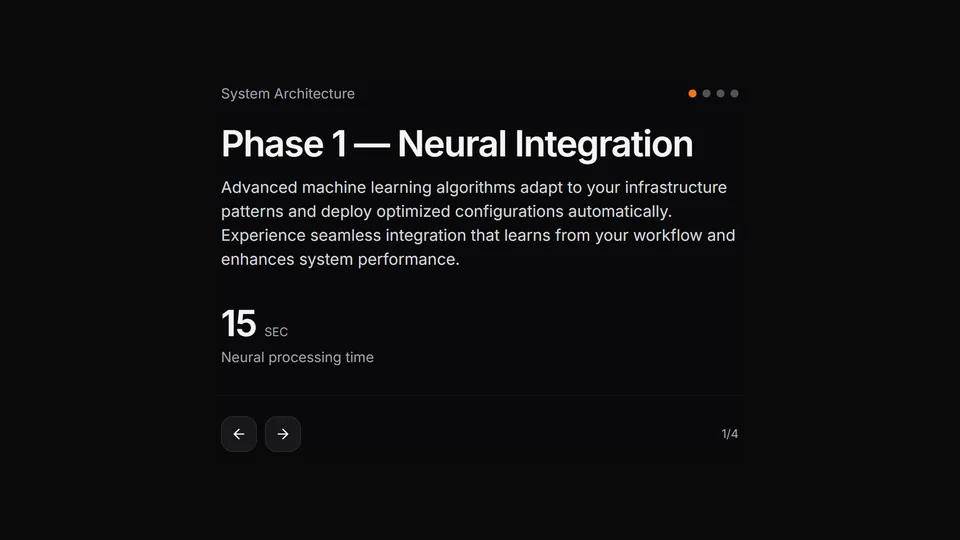 System Architecture
Phase 1 — Neural Integration
Advanced machine learning algorithms adapt to your infrastructure
patterns and deploy optimized configurations automatically.
Experience seamless integration that learns from your workflow and
enhances system performance.
15 SEC
Neural processing time
1/4